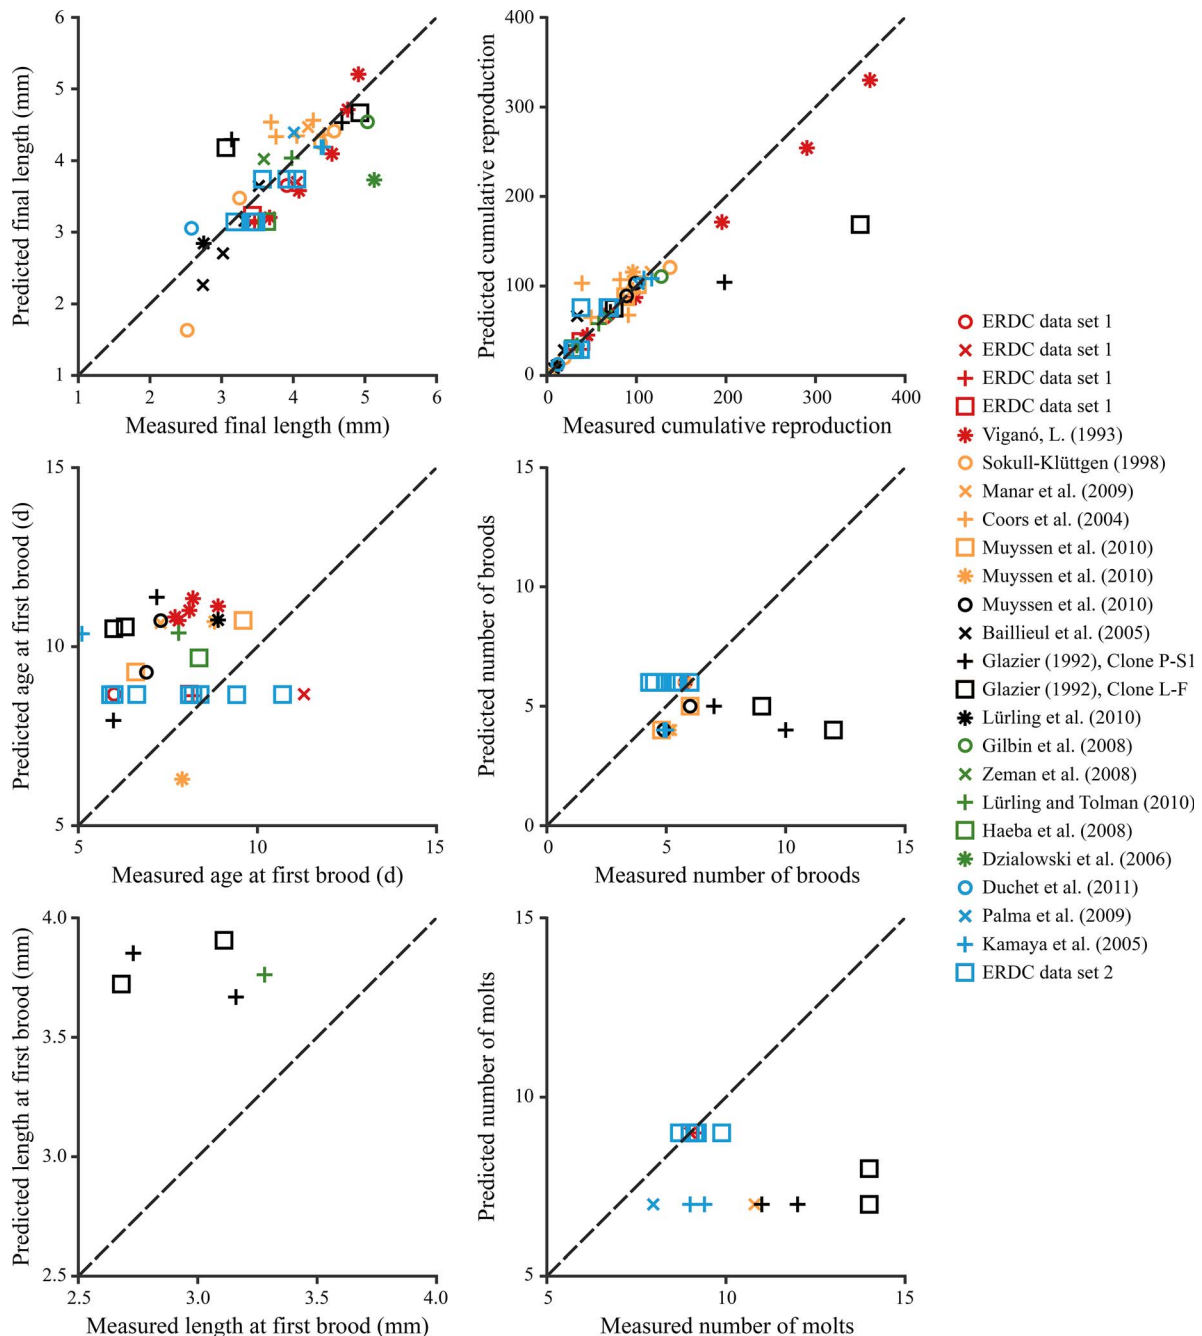 6
5
4
3
2
1
1 2 3 4 5 6
Predicted final length (mm)
Measured final length (mm)
400
300
200
100
0
0 100 200 300 400
Predicted cumulative reproduction
Measured cumulative reproduction
15
10
5
5 10 15
Predicted age at first brood (d)
Measured age at first brood (d)
15
10
5
0
0 5 10 15
Predicted number of broods
Measured number of broods
4.0
3.5
3.0
2.5
2.5 3.0 3.5 4.0
Predicted length at first brood (mm)
Measured length at first brood (mm)
15
10
5
5 10 15
Predicted number of molts
Measured number of molts
ERDC data set 1
ERDC data set 1
ERDC data set 1
ERDC data set 1
Viganó, L. (1993)
Sokull-Klüttgen (1998)
Manar et al. (2009)
Coors et al. (2004)
Muyssen et al. (2010)
Muyssen et al. (2010)
Muyssen et al. (2010)
Baillieul et al. (2005)
Glazier (1992), Clone P-S1
Glazier (1992), Clone L-F
Lürling et al. (2010)
Gilbin et al. (2008)
Zeman et al. (2008)
Lürling and Tolman (2010)
Haeba et al. (2008)
Dzialowski et al. (2006)
Duchet et al. (2011)
Palma et al. (2009)
Kamaya et al. (2005)
ERDC data set 2